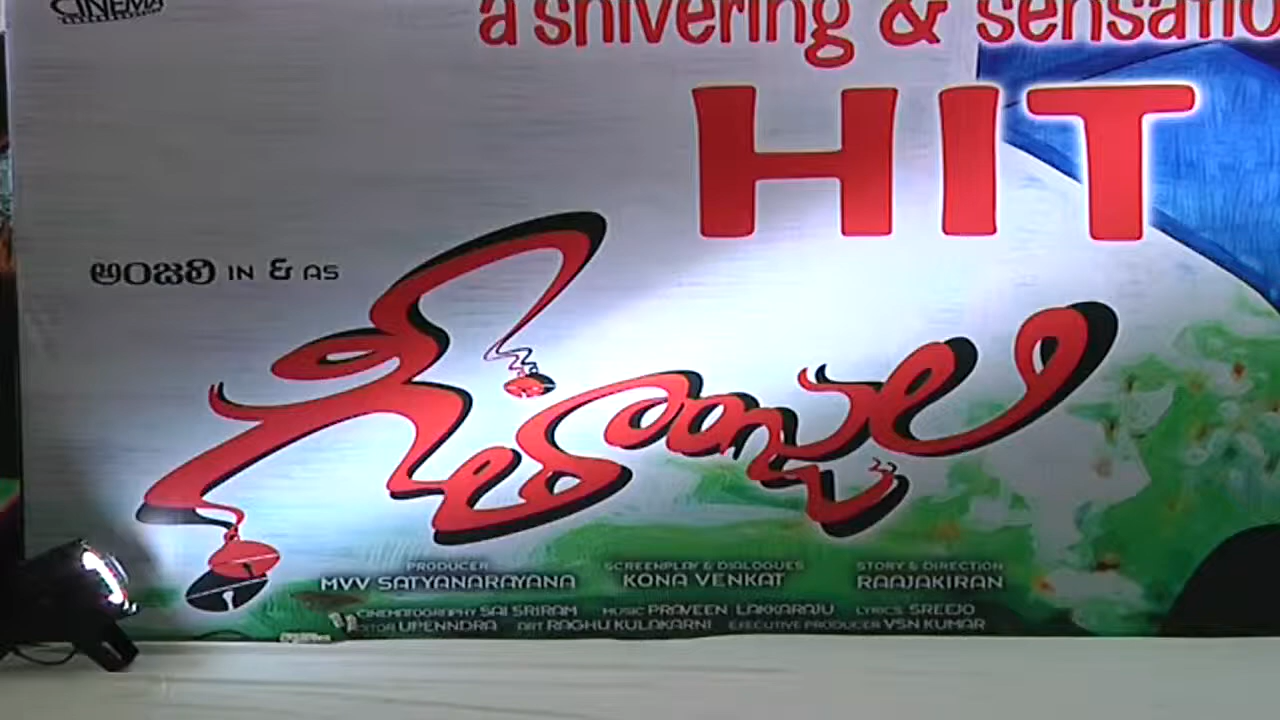 CINEMA
a shivering & sensatio
HIT
అంజలి IN & AS
గీతాంజలి
PRODUCER SCREENPLAY & DIALOGUES STORY & DIRECTION
MVV SATYANARAYANA KONA VENKAT RAAJAKIRAN
CINEMATOGRAPHY SAI SRIRAM MUSIC PRAVEEN LAKKARAJU LYRICS SREEJO
UPENNDRA ART RAGHU KULAKARNI EXECUTIVE PRODUCER VSN KUMAR